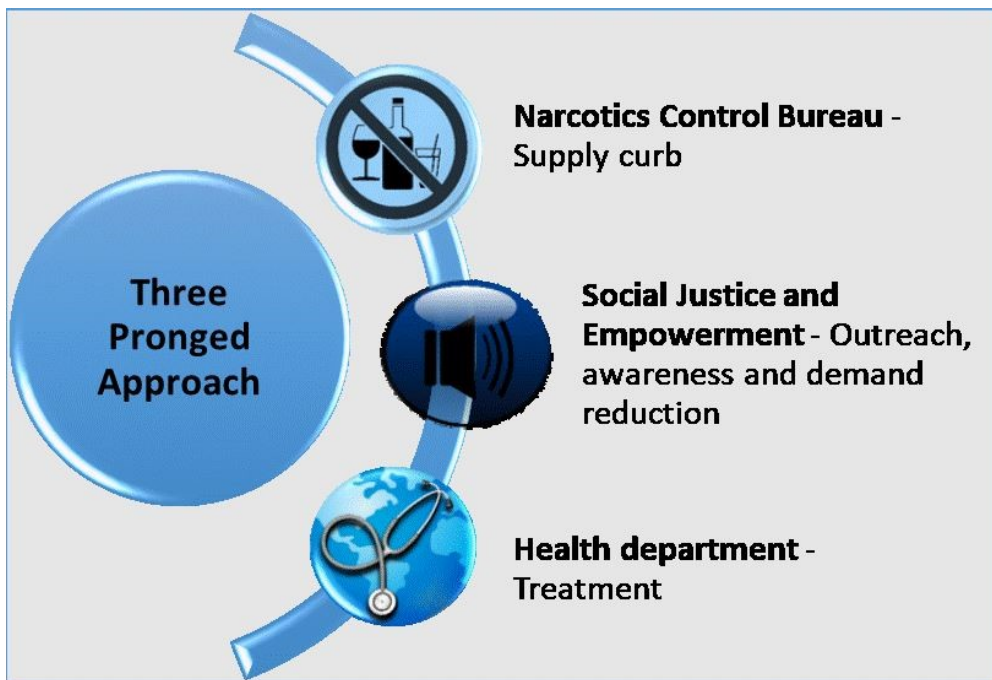 Three
Pronged
Approach
Narcotics Control Bureau -
Supply curb
Social Justice and
Empowerment - Outreach,
awareness and demand
reduction
Health department -
Treatment